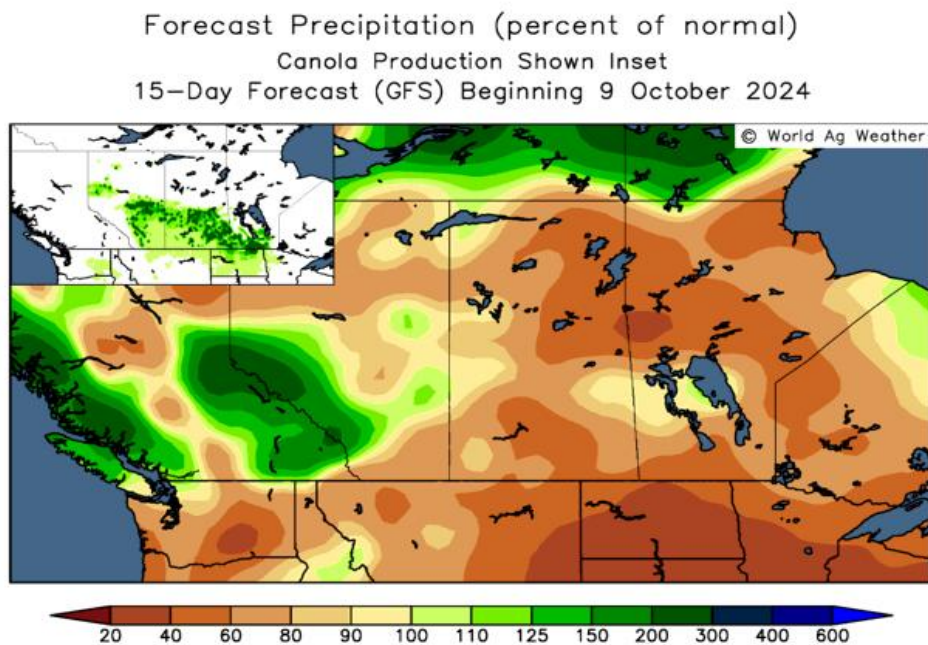 Forecast Precipitation (percent of normal)
Canola Production Shown Inset
15-Day Forecast (GFS) Beginning 9 October 2024
© World Ag Weather
20 40 60 80 90 100 110 125 150 200 300 400 600